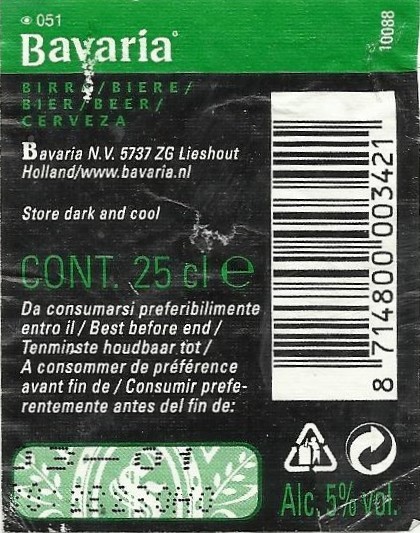 051
Bavaria
10088
BIRRA/BIERE/
BIER/BEER/
CERVEZA
Bavaria N.V. 5737 ZG Lieshout
Holland/www.bavaria.nl
Store dark and cool
CONT. 25 cl e
Da consumarsi preferibilmente
entro il / Best before end /
Tenminste houdbaar tot /
A consommer de préférence
avant fin de / Consumir prefe-
rentemente antes del fin de:
8 714800 003421
Alc. 5% vol.